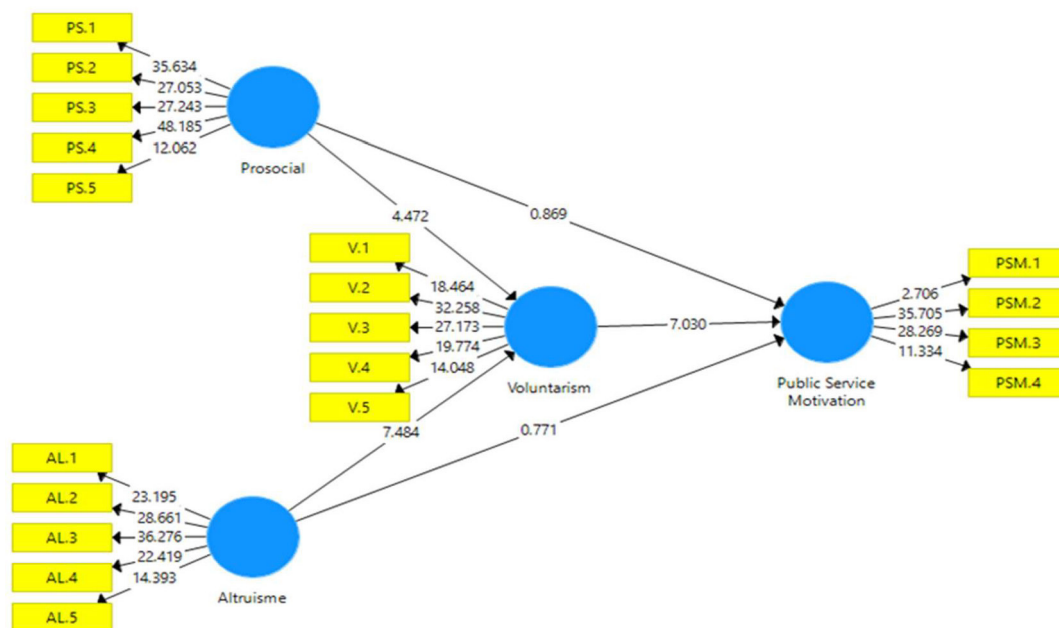 PS.1
PS.2
PS.3
PS.4
PS.5
35.634
27.053
27.243
48.185
12.062
Prosocial
4.472
0.869
V.1
V.2
V.3
V.4
V.5
18.464
32.258
27.173
19.774
14.048
Voluntarism
7.030
7.484
0.771
Public Service
Motivation
2.706
35.705
28.269
11.334
PSM.1
PSM.2
PSM.3
PSM.4
AL.1
AL.2
AL.3
AL.4
AL.5
23.195
28.661
36.276
22.419
14.393
Altruisme